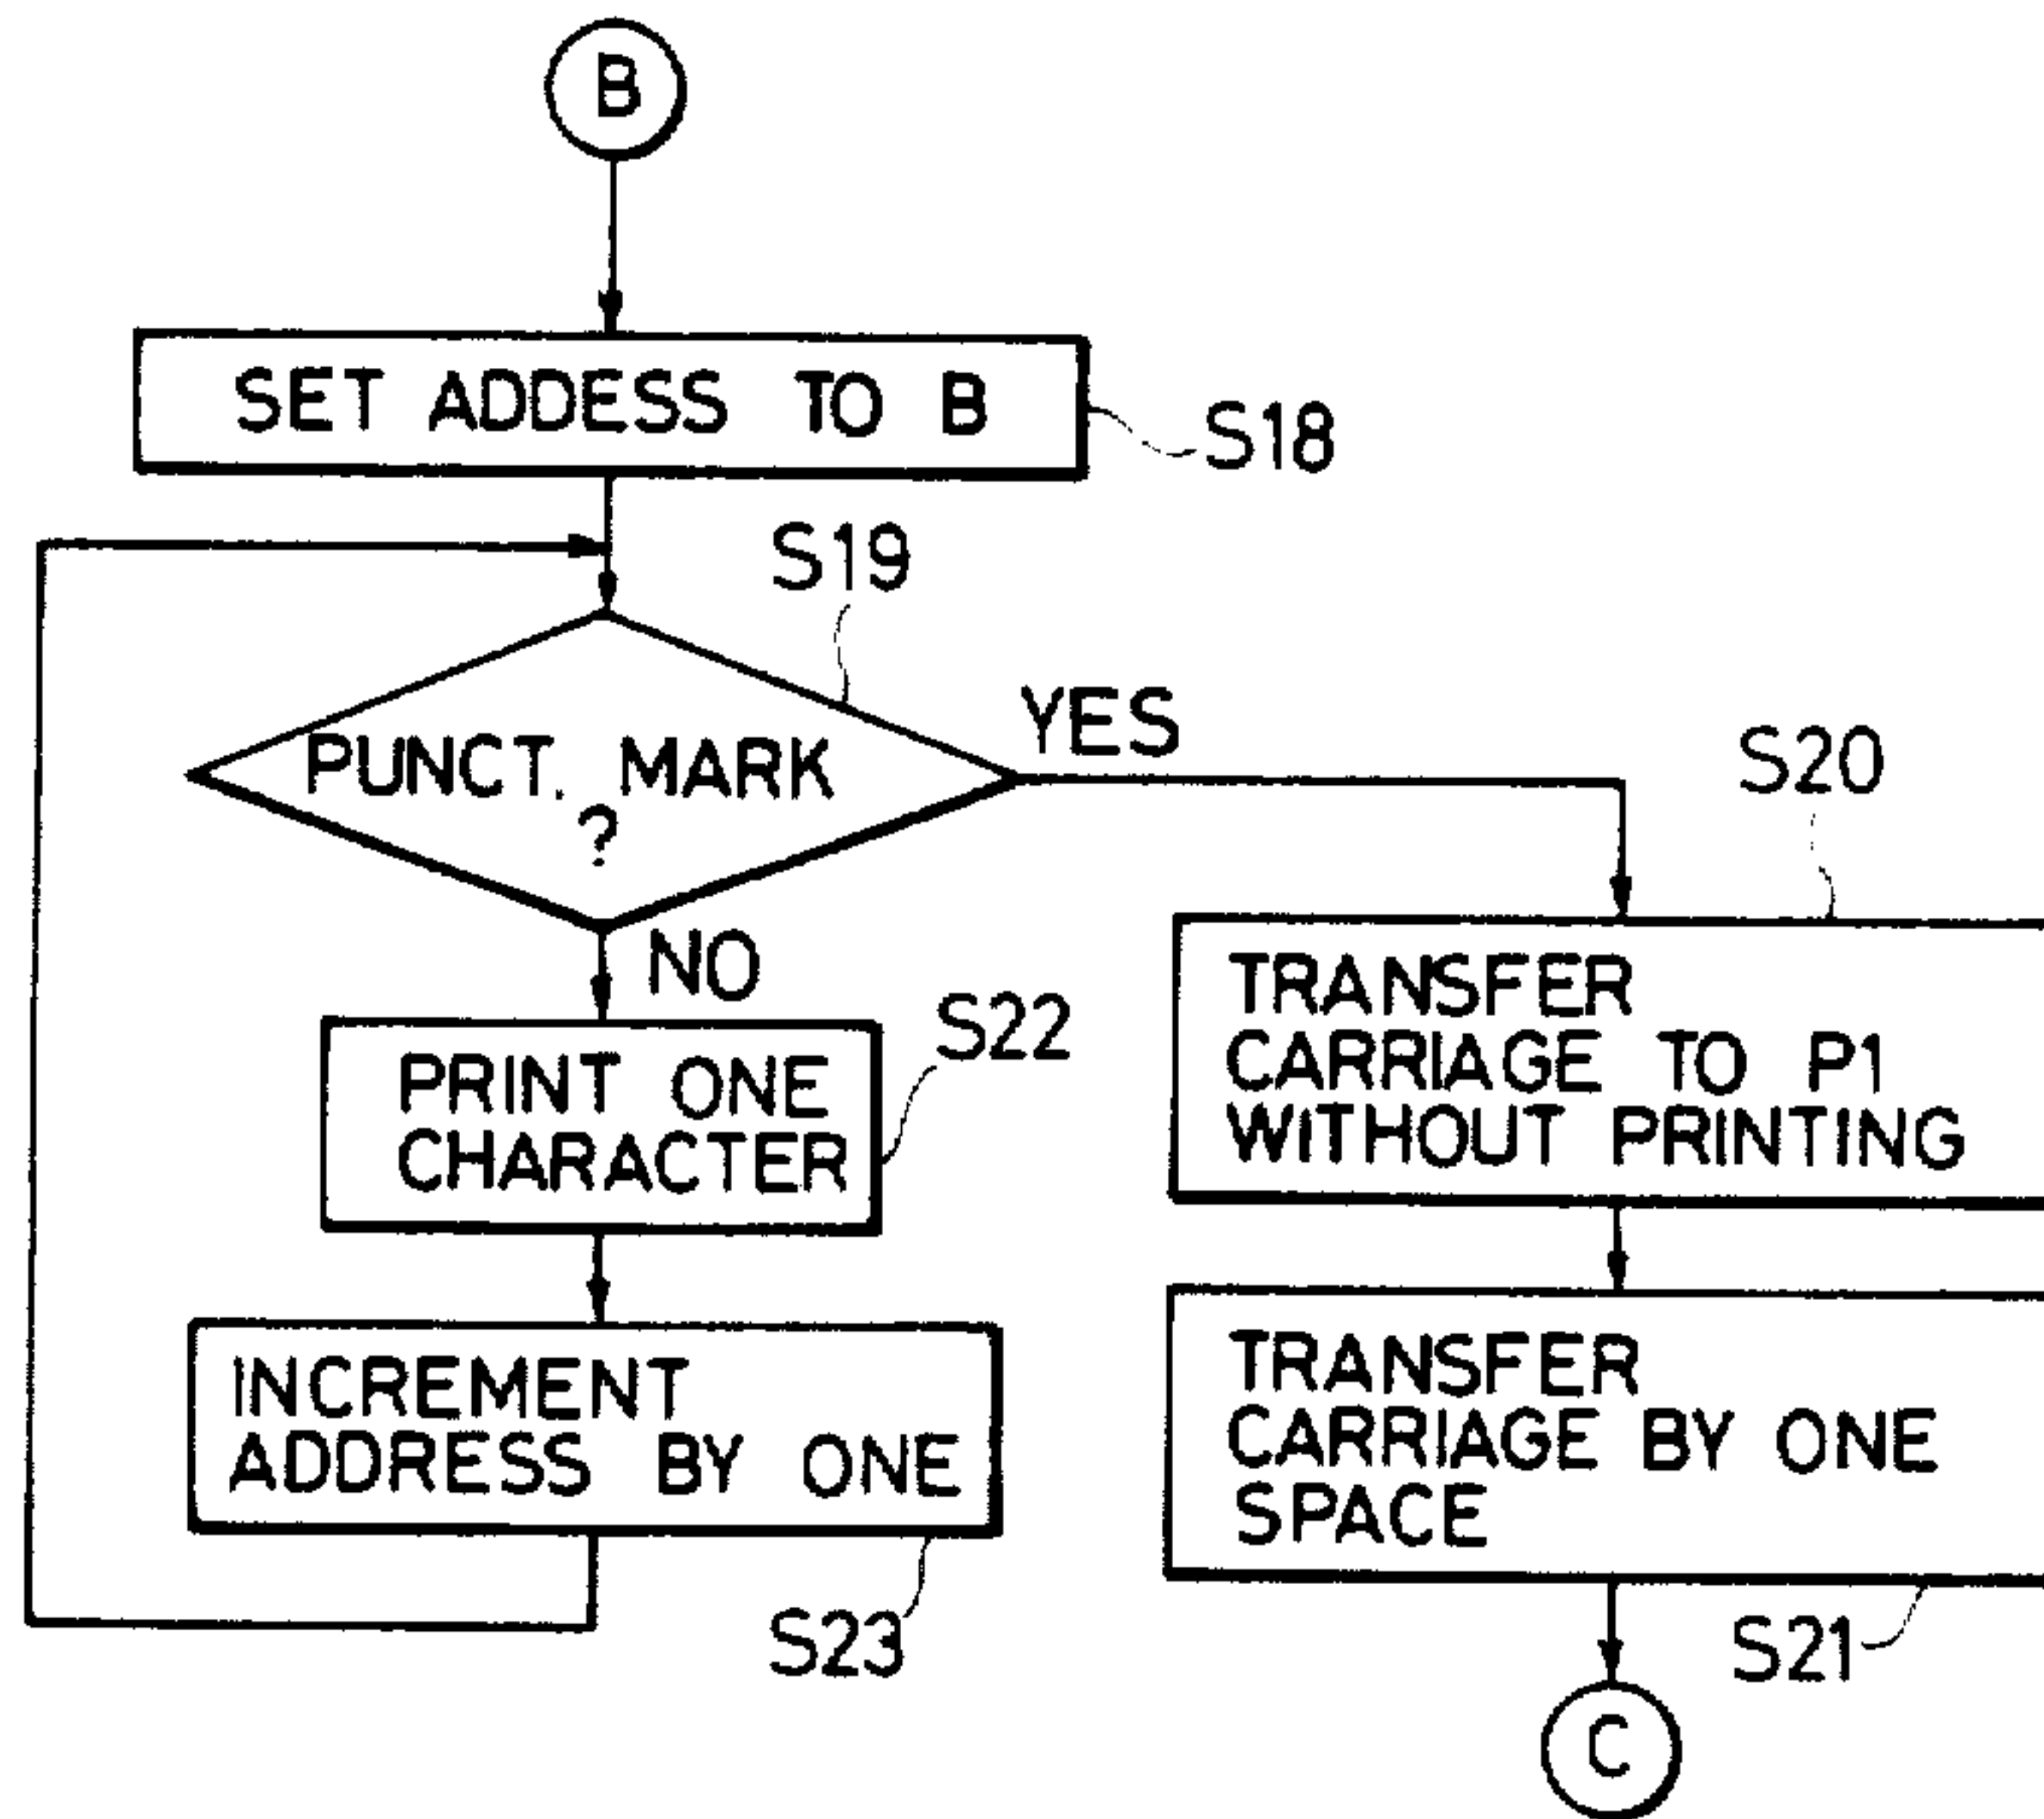 B
SET ADDESS TO B
S18
S19
PUNCT. MARK
?
YES
NO
S20
TRANSFER
CARRIAGE TO P1
WITHOUT PRINTING
S22
PRINT ONE
CHARACTER
INCREMENT
ADDRESS BY ONE
S23
TRANSFER
CARRIAGE BY ONE
SPACE
S21
C